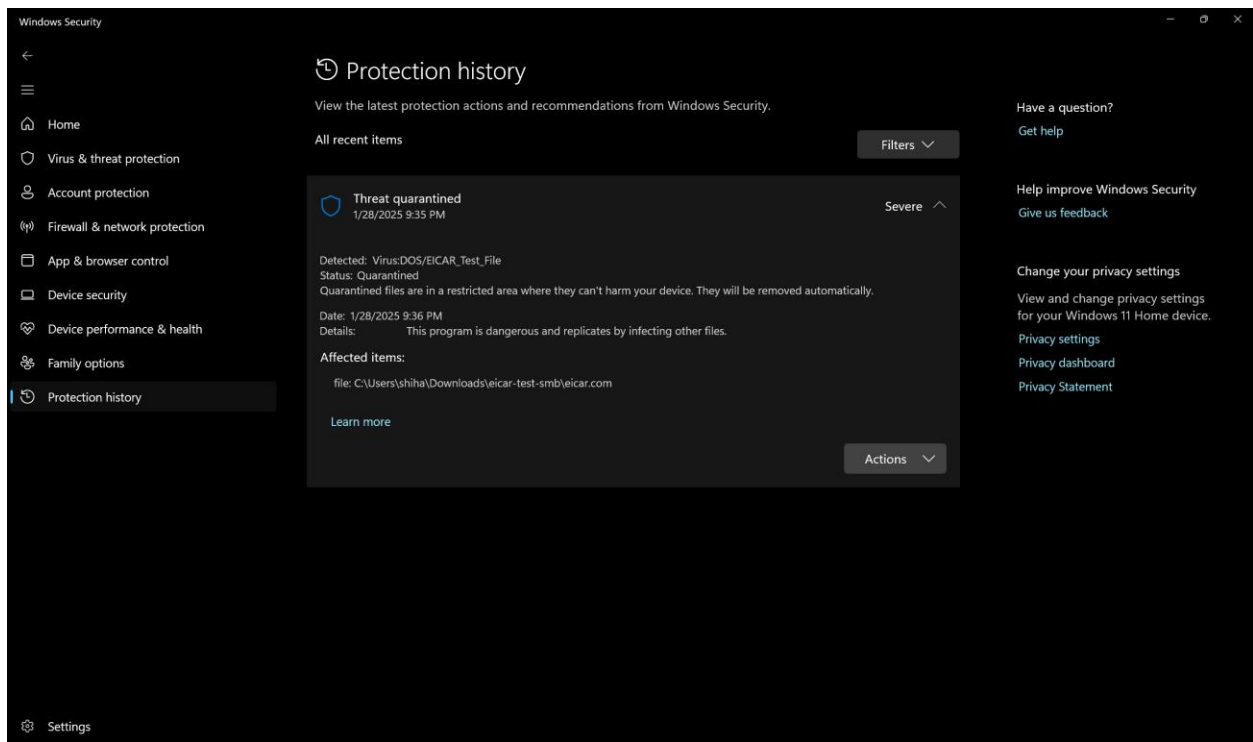 Windows Security
Home
Virus & threat protection
Account protection
Firewall & network protection
App & browser control
Device security
Device performance & health
Family options
Protection history
Settings
Protection history
View the latest protection actions and recommendations from Windows Security.
All recent items
Filters
Threat quarantined
1/28/2025 9:35 PM
Severe
Detected: Virus:DOS/EICAR_Test_File
Status: Quarantined
Quarantined files are in a restricted area where they can't harm your device. They will be removed automatically.
Date: 1/28/2025 9:36 PM
Details: This program is dangerous and replicates by infecting other files.
Affected items:
file: C:\Users\shiha\Downloads\eicar-test-smb\eicar.com
Learn more
Actions
Have a question?
Get help
Help improve Windows Security
Give us feedback
Change your privacy settings
View and change privacy settings
for your Windows 11 Home device.
Privacy settings
Privacy dashboard
Privacy Statement